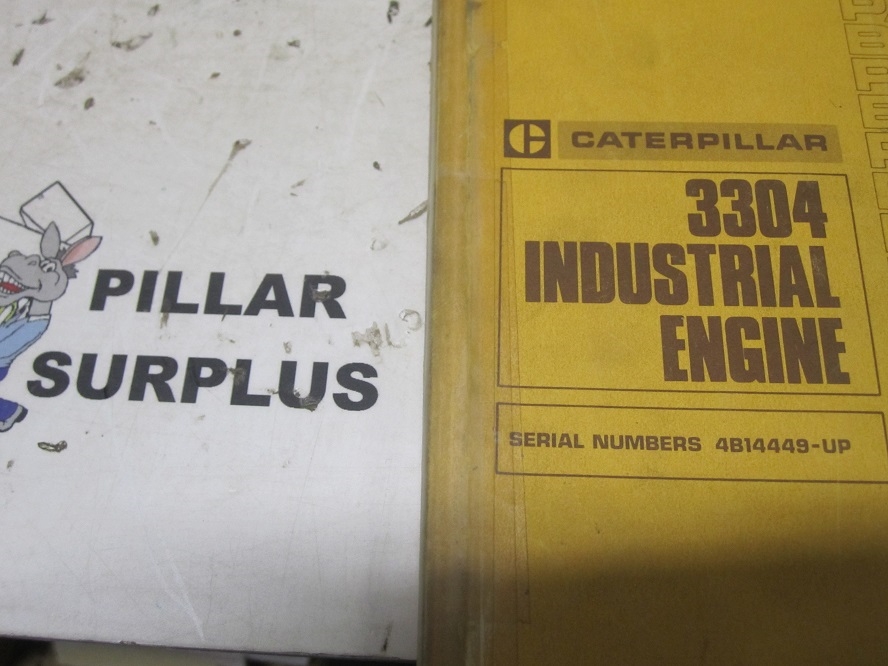 PILLAR
SURPLUS
CATERPILLAR
3304
INDUSTRIAL
ENGINE
SERIAL NUMBERS 4B14449-UP